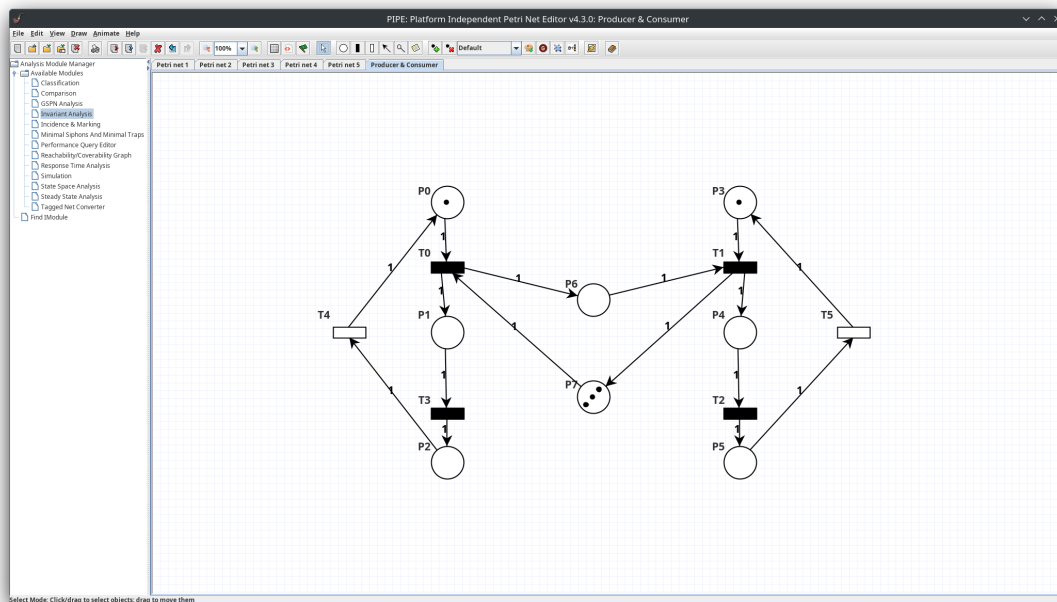 PIPE: Platform Independent Petri Net Editor v4.3.0: Producer & Consumer
File Edit View Draw Animate Help
100% Default
Analysis Module Manager
Available Modules
Classification
Comparison
GSPN Analysis
Invariant Analysis
Incidence & Marking
Minimal Siphons And Minimal Traps
Performance Query Editor
Reachability/Coverability Graph
Response Time Analysis
Simulation
State Space Analysis
Steady State Analysis
Tagged Net Converter
Find IModule
Petri net 1 Petri net 2 Petri net 3 Petri net 4 Petri net 5 Producer & Consumer
P0 P3
1 1
T0 T1
1 1
1 1
P6
1 1
T4 P1 P4 T5
1 1
1 1
P7
1 1
T3 T2
1 1
P2 P5
Select Mode: Click/drag to select objects; drag to move them